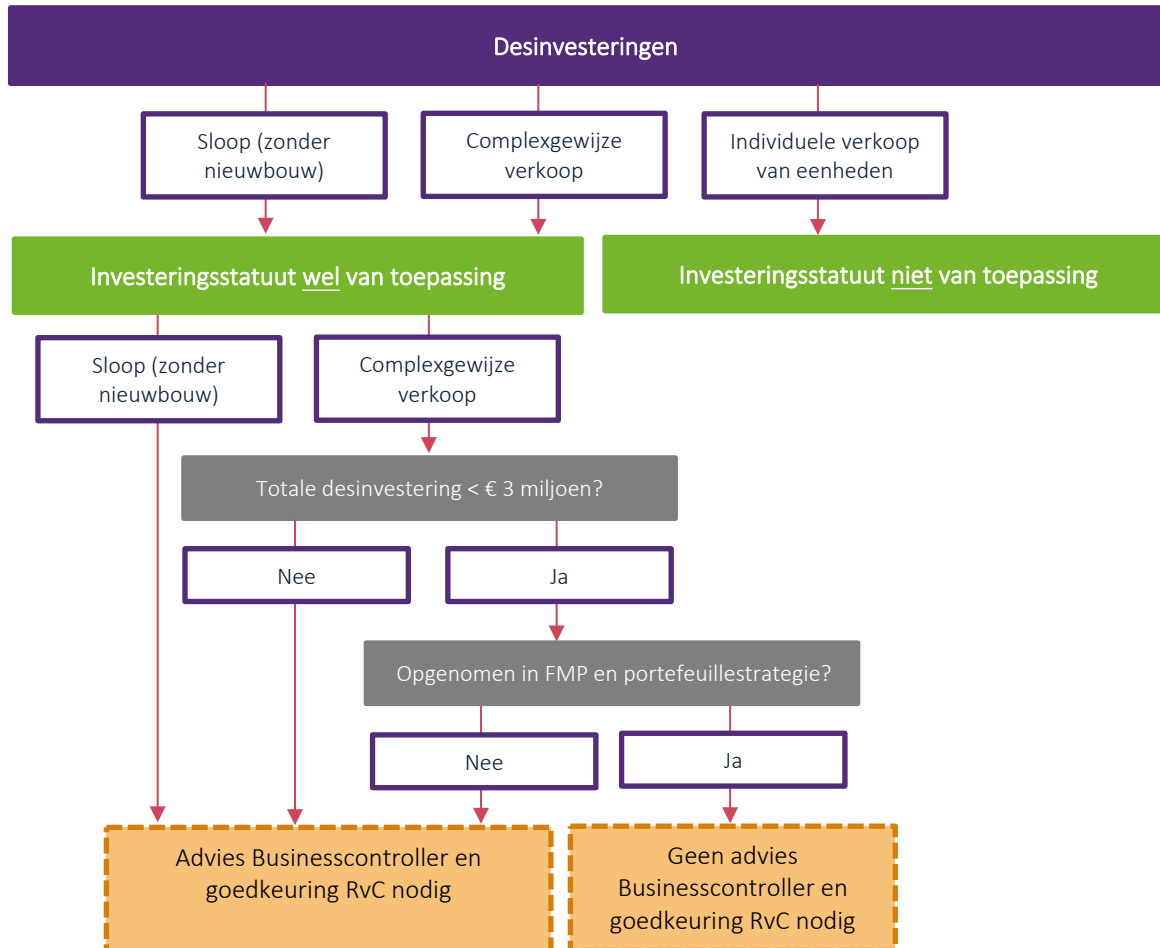 Desinvesteringen
Sloop (zonder
nieuwbouw)
Complexgewijze
verkoop
Individuele verkoop
van eenheden
Investeringsstatuut wel van toepassing
Investeringsstatuut niet van toepassing
Sloop (zonder
nieuwbouw)
Complexgewijze
verkoop
Totale desinvestering < € 3 miljoen?
Nee
Ja
Opgenomen in FMP en portefeuillestrategie?
Nee
Ja
Advies Businesscontroller en
goedkeuring RvC nodig
Geen advies
Businesscontroller en
goedkeuring RvC nodig